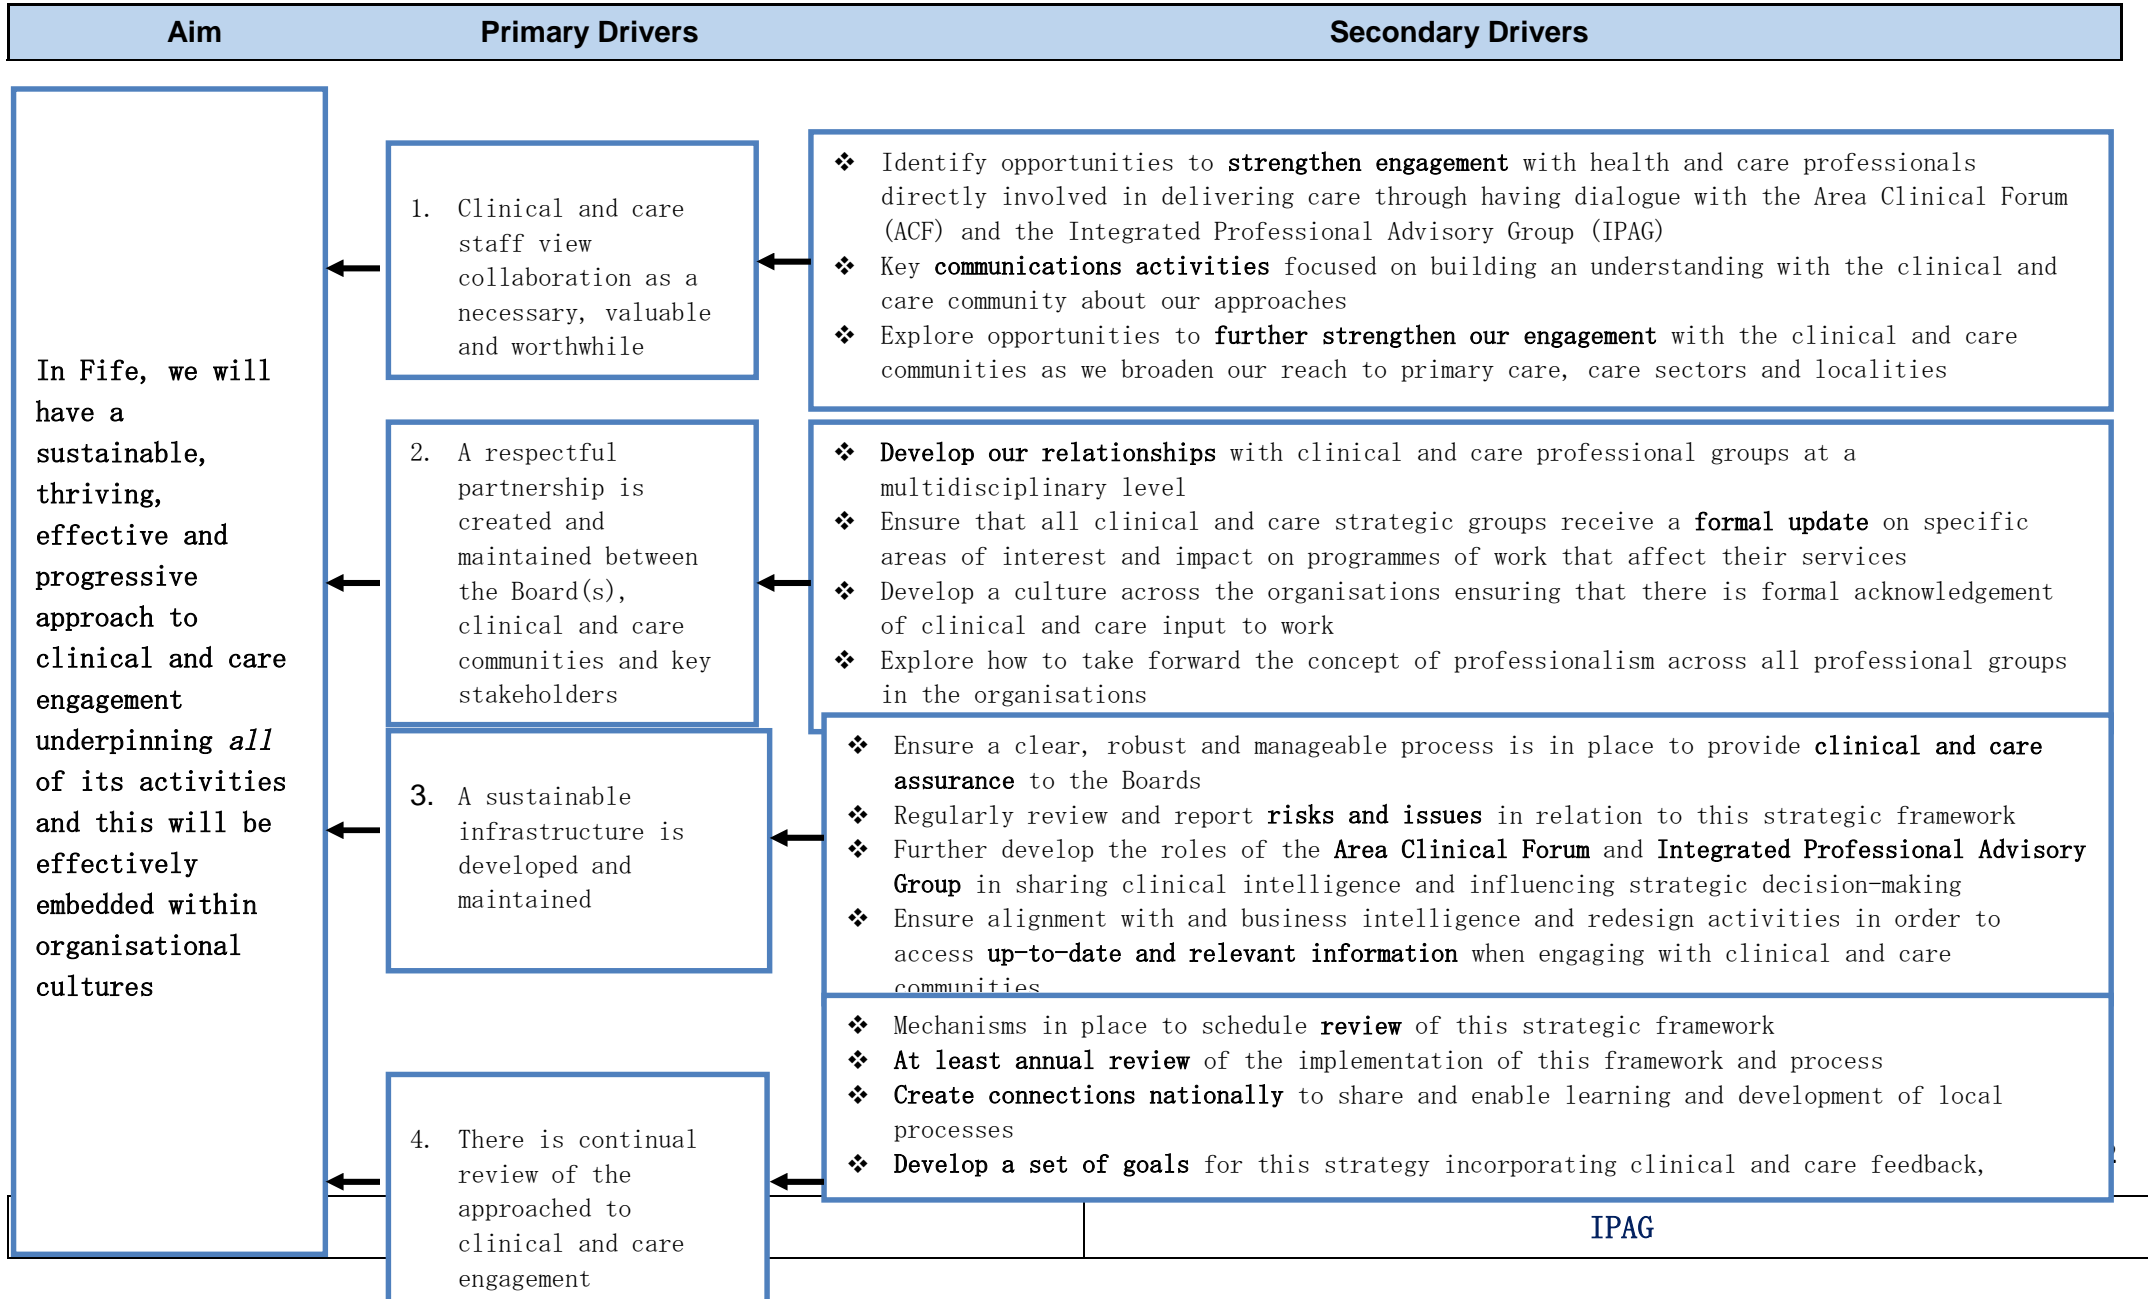 Aim Primary Drivers Secondary Drivers
In Fife, we will
have a
sustainable,
thriving,
effective and
progressive
approach to
clinical and care
engagement
underpinning all
of its activities
and this will be
effectively
embedded within
organisational
cultures
1. Clinical and care
staff view
collaboration as a
necessary, valuable
and worthwhile
❖ Identify opportunities to strengthen engagement with health and care professionals
directly involved in delivering care through having dialogue with the Area Clinical Forum
(ACF) and the Integrated Professional Advisory Group (IPAG)
❖ Key communications activities focused on building an understanding with the clinical and
care community about our approaches
❖ Explore opportunities to further strengthen our engagement with the clinical and care
communities as we broaden our reach to primary care, care sectors and localities
2. A respectful
partnership is
created and
maintained between
the Board(s),
clinical and care
communities and key
stakeholders
❖ Develop our relationships with clinical and care professional groups at a
multidisciplinary level
❖ Ensure that all clinical and care strategic groups receive a formal update on specific
areas of interest and impact on programmes of work that affect their services
❖ Develop a culture across the organisations ensuring that there is formal acknowledgement
of clinical and care input to work
❖ Explore how to take forward the concept of professionalism across all professional groups
in the organisations
3. A sustainable
infrastructure is
developed and
maintained
❖ Ensure a clear, robust and manageable process is in place to provide clinical and care
assurance to the Boards
❖ Regularly review and report risks and issues in relation to this strategic framework
❖ Further develop the roles of the Area Clinical Forum and Integrated Professional Advisory
Group in sharing clinical intelligence and influencing strategic decision-making
❖ Ensure alignment with and business intelligence and redesign activities in order to
access up-to-date and relevant information when engaging with clinical and care
communities
4. There is continual
review of the
approached to
clinical and care
engagement
❖ Mechanisms in place to schedule review of this strategic framework
❖ At least annual review of the implementation of this framework and process
❖ Create connections nationally to share and enable learning and development of local
processes
❖ Develop a set of goals for this strategy incorporating clinical and care feedback,
IPAG